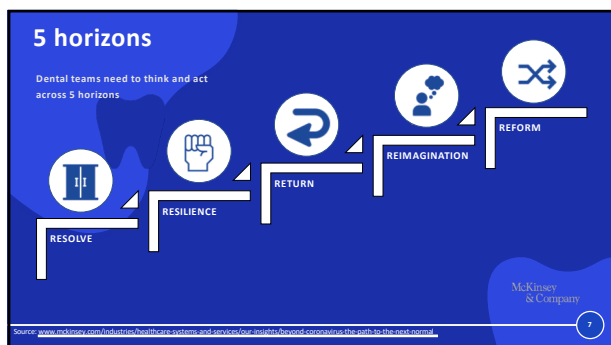 5 horizons
Dental teams need to think and act
across 5 horizons
REFORM
REIMAGINATION
RETURN
RESILIENCE
RESOLVE
McKinsey
& Company
Source: www.mckinsey.com/industries/healthcare-systems-and-services/our-insights/beyond-coronavirus-the-path-to-the-next-normal
7